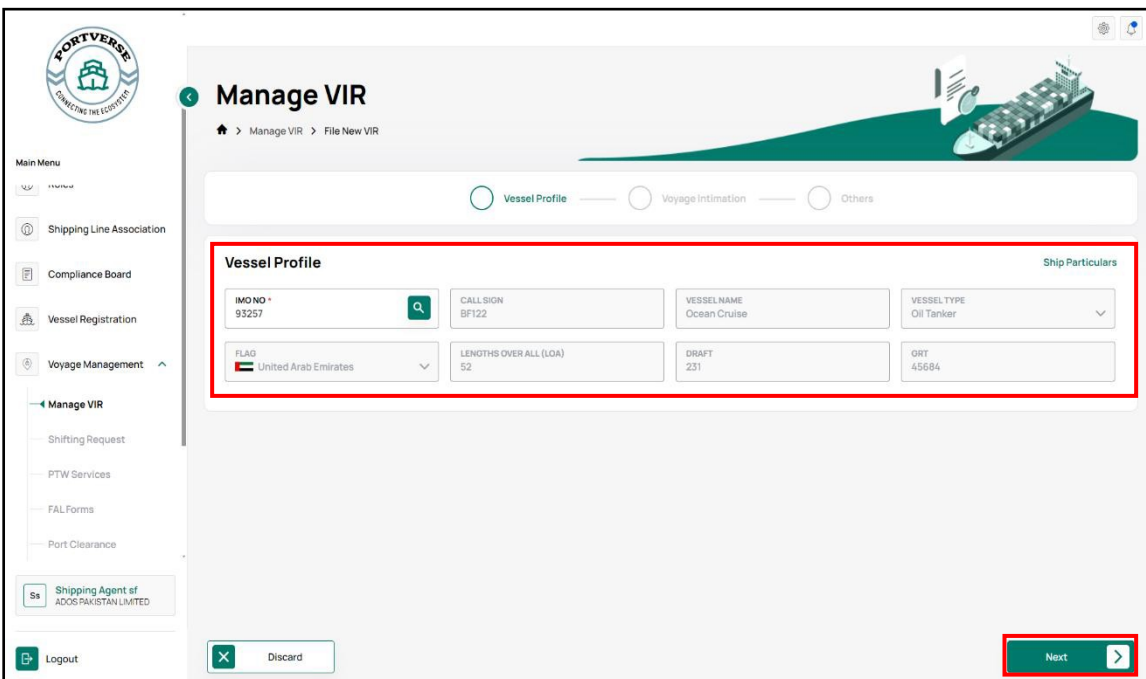 PORTVERSE
CONNECTING THE ECOSYSTEM
Manage VIR
Manage VIR > File New VIR
Main Menu
Roles
Shipping Line Association
Compliance Board
Vessel Registration
Voyage Management
Manage VIR
Shifting Request
PTW Services
FAL Forms
Port Clearance
Ss
Shipping Agent sf
ADOS PAKISTAN LIMITED
Logout
Vessel Profile
Voyage Intimation
Others
Vessel Profile
Ship Particulars
IMO NO *
93257
CALL SIGN
BF122
VESSEL NAME
Ocean Cruise
VESSEL TYPE
Oil Tanker
FLAG
United Arab Emirates
LENGTHS OVER ALL (LOA)
52
DRAFT
231
GRT
45684
Discard
Next